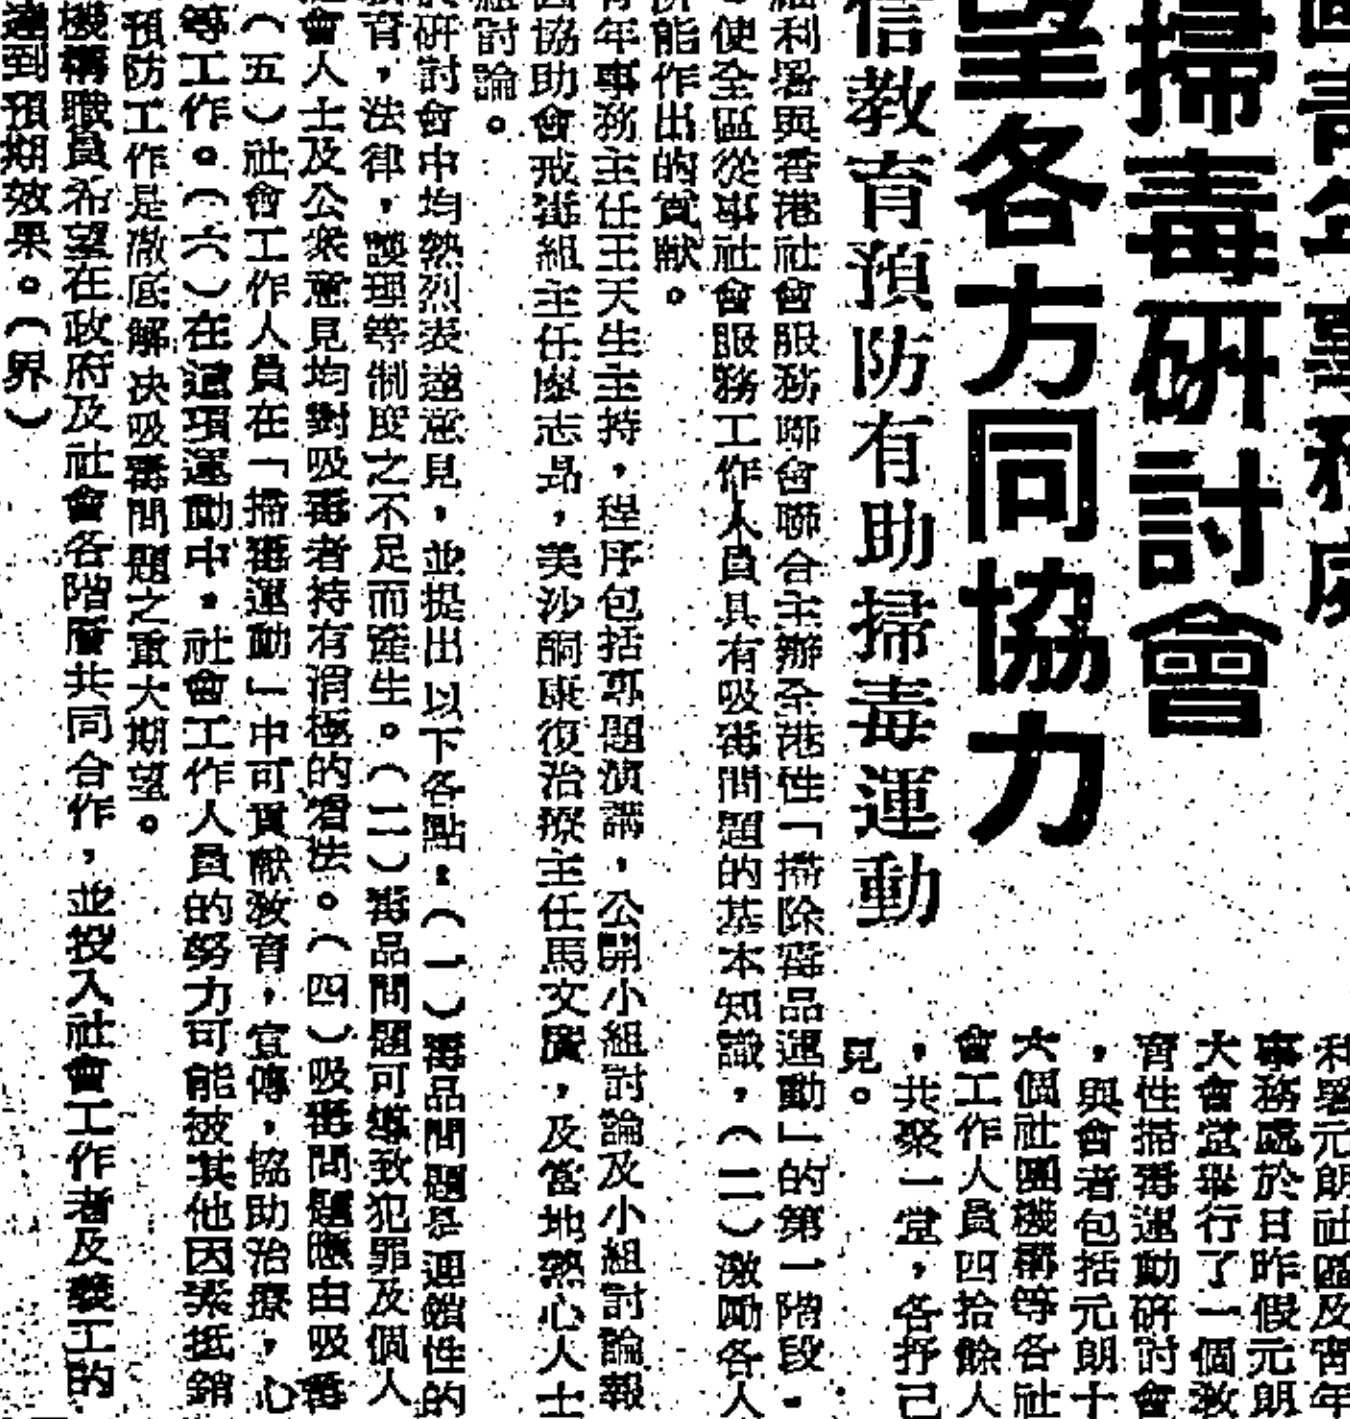 青年事務處
掃毒研討會
望各方同協力
信教育預防有助掃毒運動
利署元朗社區及青年
事務處於日昨假元朗
大會堂舉行了一個教
育性掃毒運動研討會
，與會者包括元朗十
六個社團機構等各社
會工作人員四拾餘人
，共聚一堂，各抒己
見。
福利署與香港社會服務聯會聯合主辦全港性「掃除毒品運動」的第一階段。
使全區從事社會服務工作人員具有吸毒問題的基本知識，（二）激勵各人
所能作出的貢献。
青年事務主任王天生主持，程序包括專題演講，公開小組討論及小組討論報
協助會戒毒組主任廖志昂，美沙酮康復治療主任馬文廣，及當地熱心人士
組討論。
研討會中均熱烈表達意見，並提出以下各點：（一）毒品問題是連鎖性的
育，法律，護理等制度之不足而產生。（二）毒品問題可導致犯罪及個人
會人士及公衆意見均對吸毒者持有消極的看法。（四）吸毒問題應由吸毒
（五）社會工作人員在「掃毒運動」中可貢献教育，宣傳，協助治療，心
等工作。（六）在這項運動中，社會工作人員的努力可能被其他因素抵銷
預防工作是澈底解决吸毒問題之重大期望。
機構職員希望在政府及社會各階層共同合作，並投入社會工作者及義工的
達到預期效果。（界）